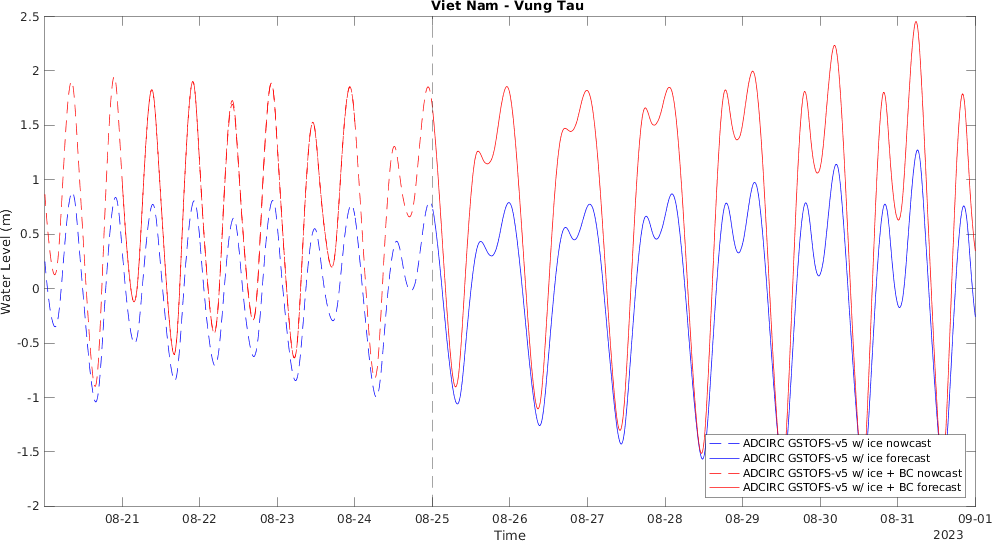 Viet Nam - Vung Tau
2.5
2
1.5
1
0.5
0
-0.5
-1
-1.5
-2
Water Level (m)
ADCIRC GSTOFS-v5 w/ ice nowcast
ADCIRC GSTOFS-v5 w/ ice forecast
ADCIRC GSTOFS-v5 w/ ice + BC nowcast
ADCIRC GSTOFS-v5 w/ ice + BC forecast
08-21 08-22 08-23 08-24 08-25 08-26 08-27 08-28 08-29 08-30 08-31 09-01
Time
2023